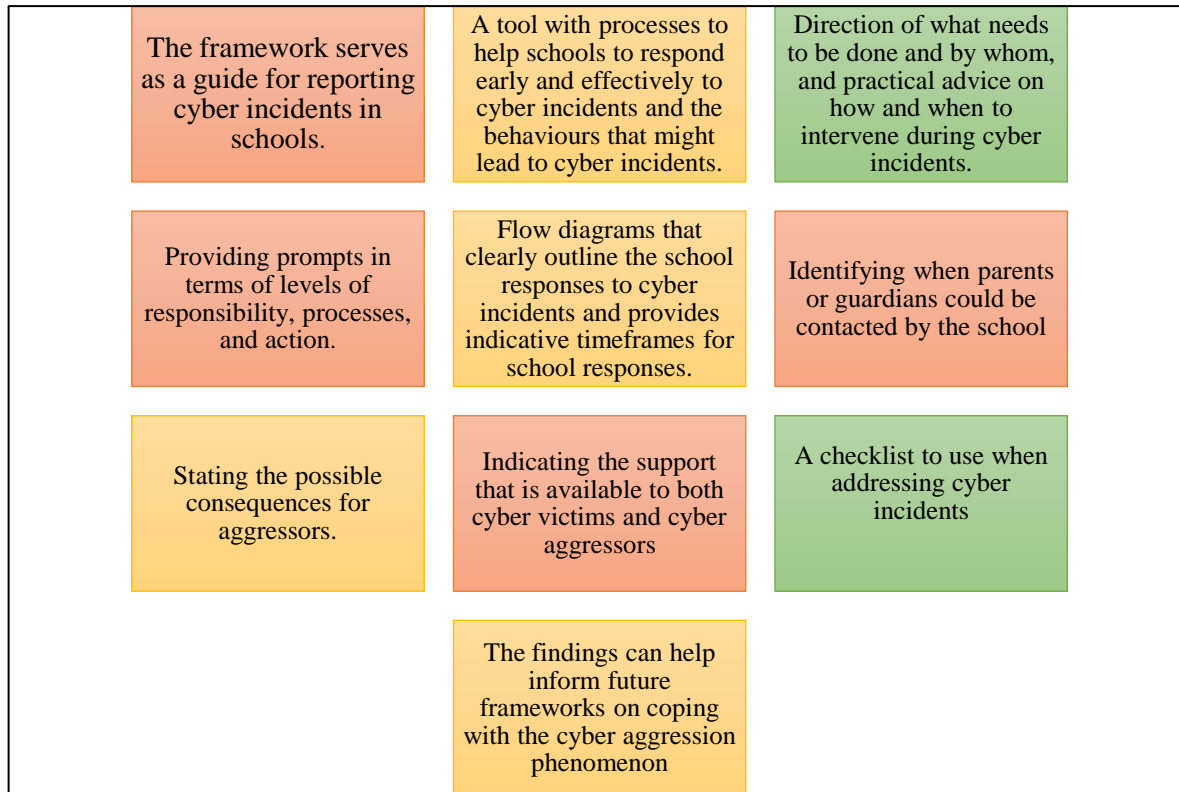 The framework serves
as a guide for reporting
cyber incidents in
schools.
A tool with processes to
help schools to respond
early and effectively to
cyber incidents and the
behaviours that might
lead to cyber incidents.
Direction of what needs
to be done and by whom,
and practical advice on
how and when to
intervene during cyber
incidents.
Providing prompts in
terms of levels of
responsibility, processes,
and action.
Flow diagrams that
clearly outline the school
responses to cyber
incidents and provides
indicative timeframes for
school responses.
Identifying when parents
or guardians could be
contacted by the school
Stating the possible
consequences for
aggressors.
Indicating the support
that is available to both
cyber victims and cyber
aggressors
A checklist to use when
addressing cyber
incidents
The findings can help
inform future
frameworks on coping
with the cyber aggression
phenomenon